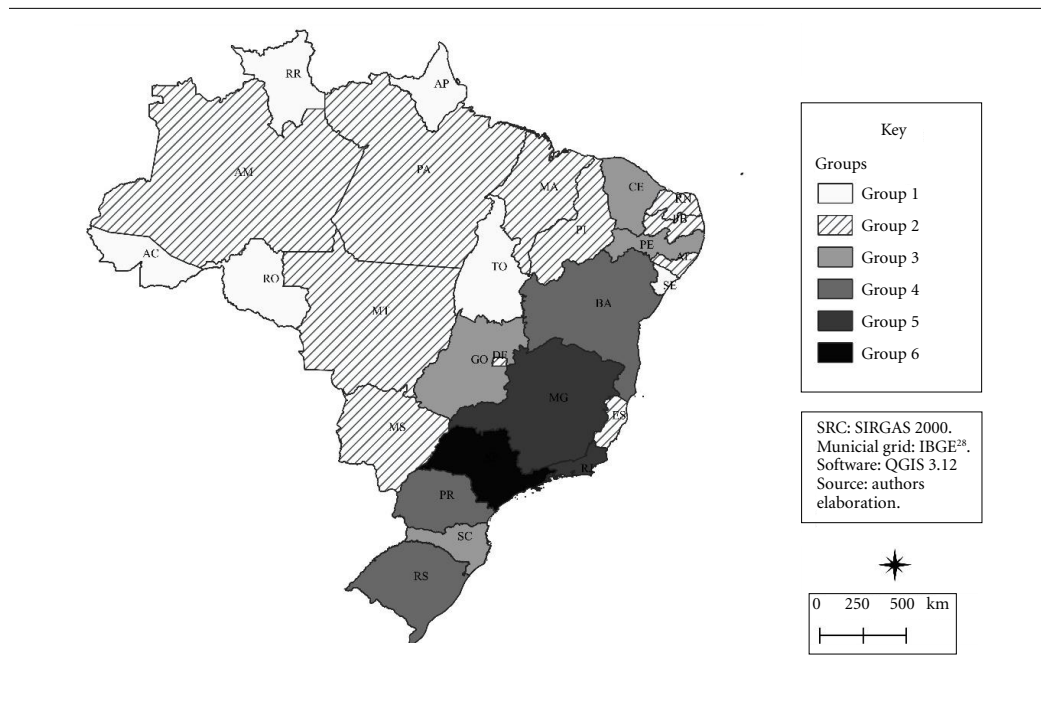 RR
AP
AM
PA
MA
CE
RN
PB
PI
PE
AL
AC
RO
TO
SE
BA
MT
GO
DF
MG
ES
MS
RJ
PR
SC
RS
Key
Groups
Group 1
Group 2
Group 3
Group 4
Group 5
Group 6
SRC: SIRGAS 2000.
Municial grid: IBGE²⁸.
Software: QGIS 3.12
Source: authors
elaboration.
0 250 500 km